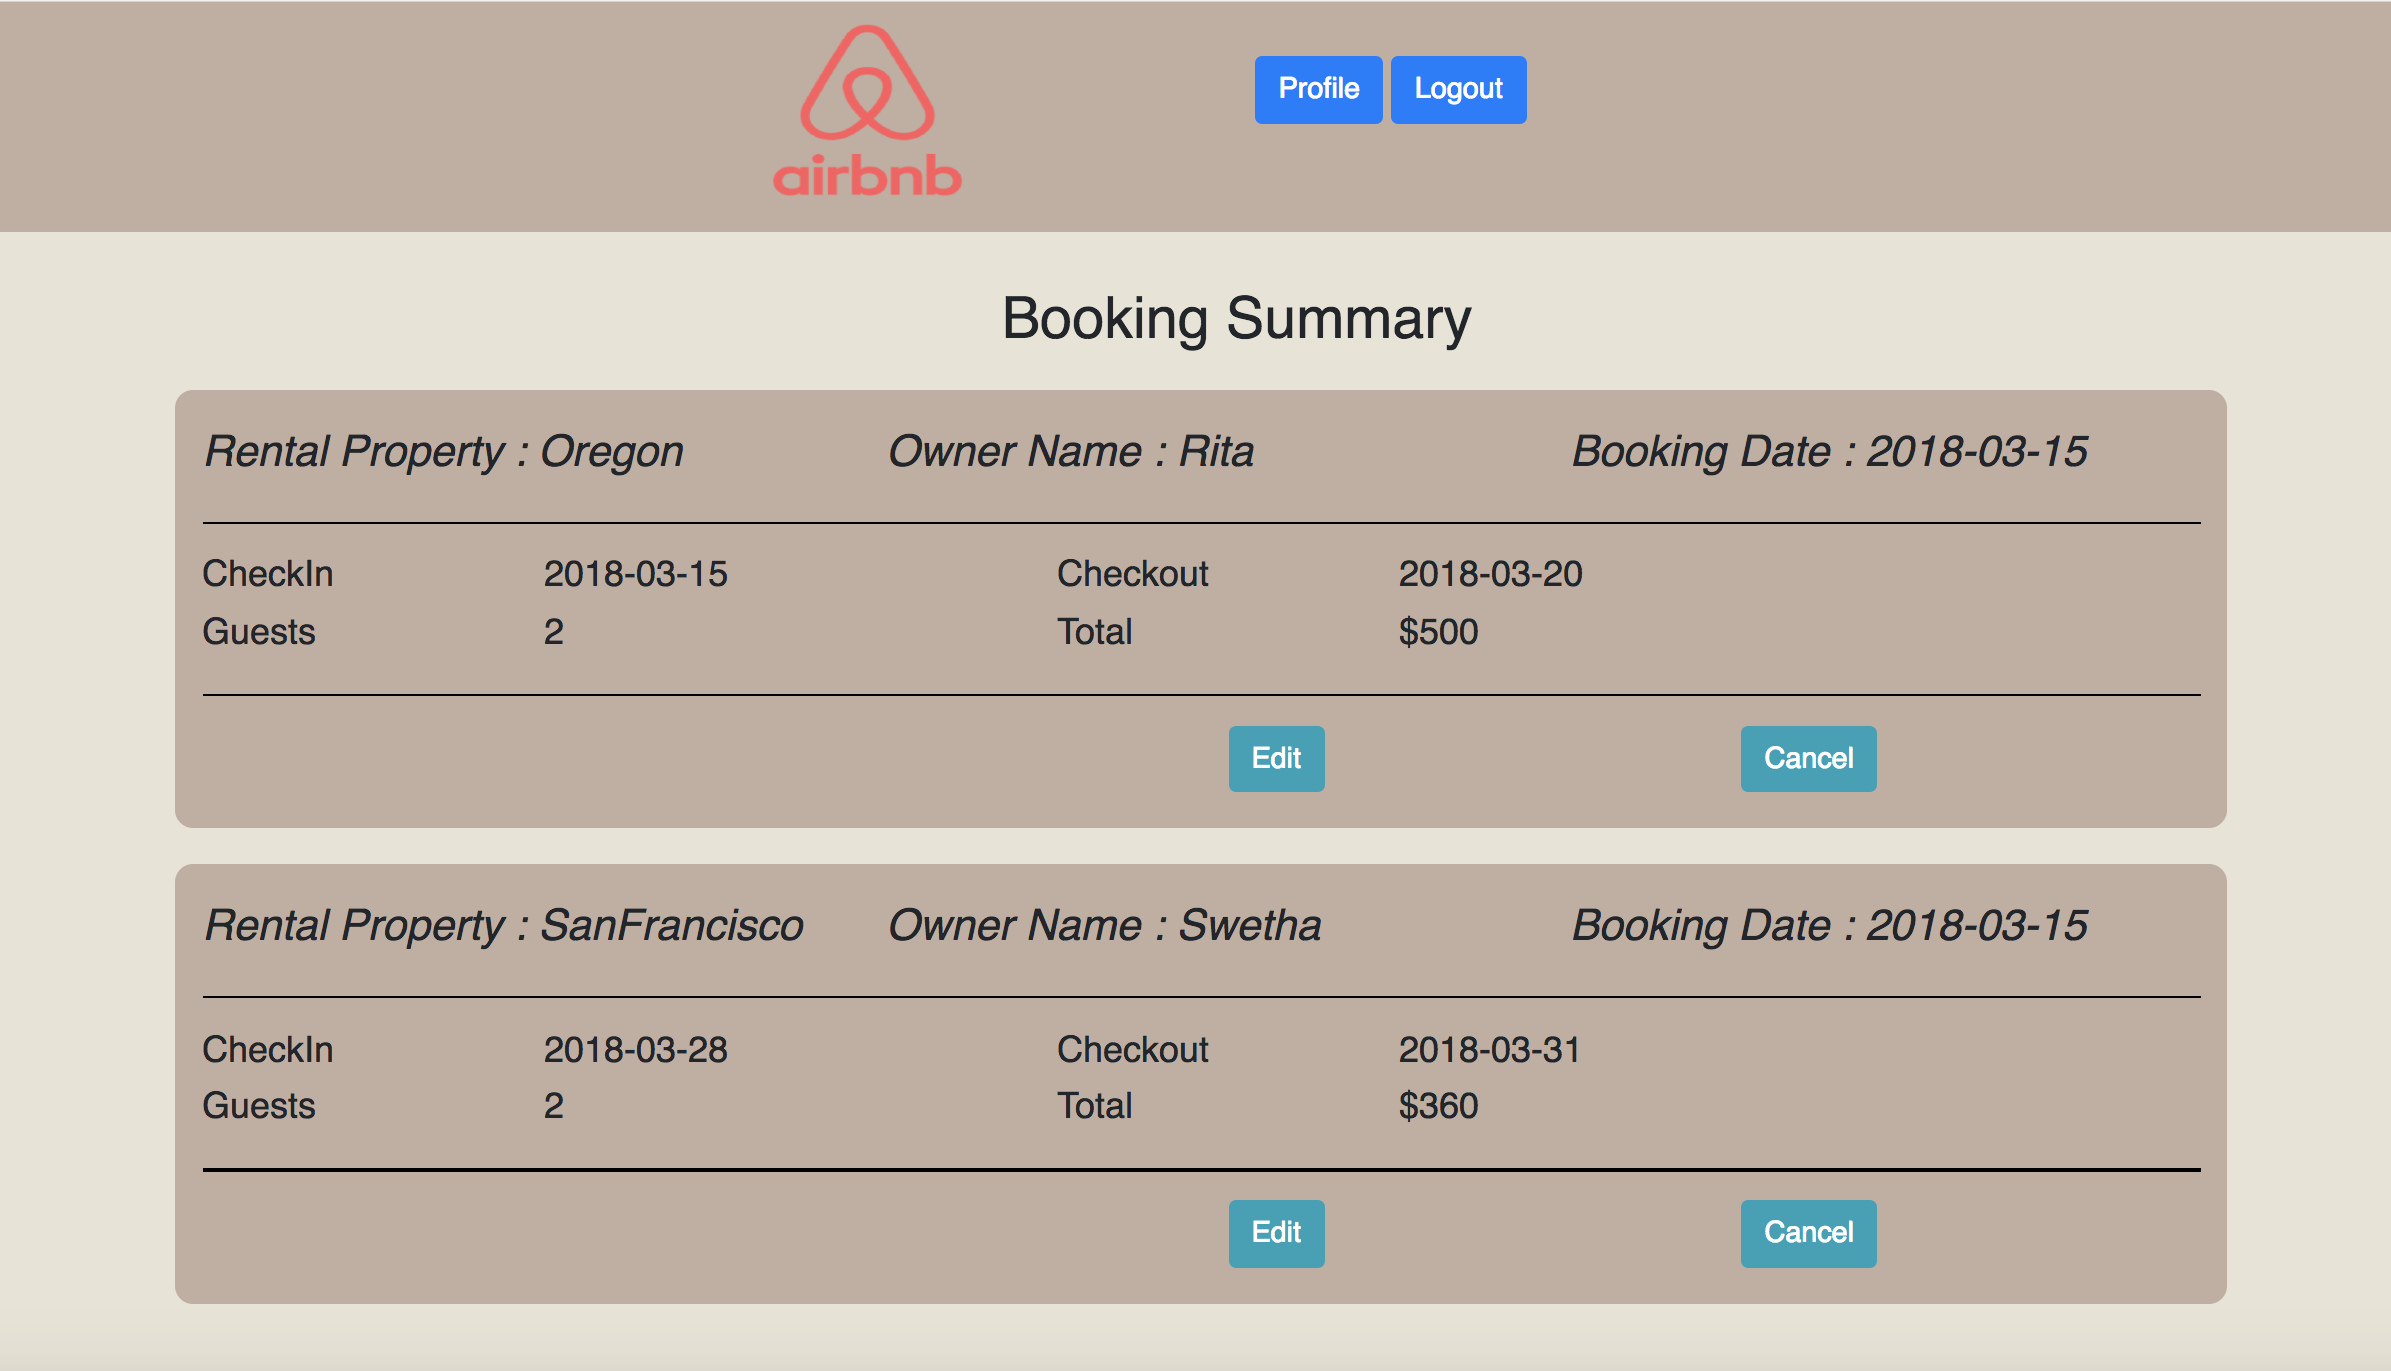 airbnb
Profile Logout
Booking Summary
Rental Property : Oregon Owner Name : Rita Booking Date : 2018-03-15
CheckIn 2018-03-15 Checkout 2018-03-20
Guests 2 Total $500
Edit Cancel
Rental Property : SanFrancisco Owner Name : Swetha Booking Date : 2018-03-15
CheckIn 2018-03-28 Checkout 2018-03-31
Guests 2 Total $360
Edit Cancel